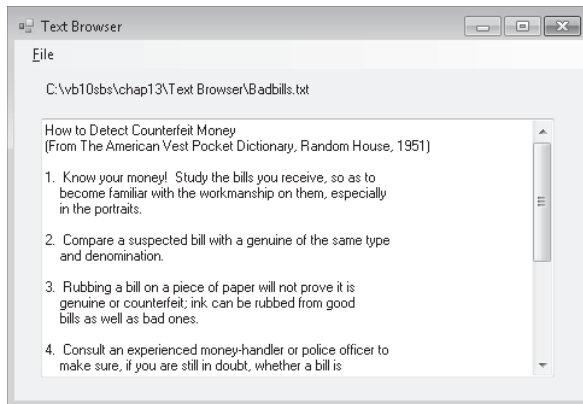 Text Browser
File
C:\vb10sbs\chap13\Text Browser\Badbills.txt
How to Detect Counterfeit Money
(From The American Vest Pocket Dictionary, Random House, 1951)
1. Know your money! Study the bills you receive, so as to
become familiar with the workmanship on them, especially
in the portraits.
2. Compare a suspected bill with a genuine of the same type
and denomination.
3. Rubbing a bill on a piece of paper will not prove it is
genuine or counterfeit; ink can be rubbed from good
bills as well as bad ones.
4. Consult an experienced money-handler or police officer to
make sure, if you are still in doubt, whether a bill is